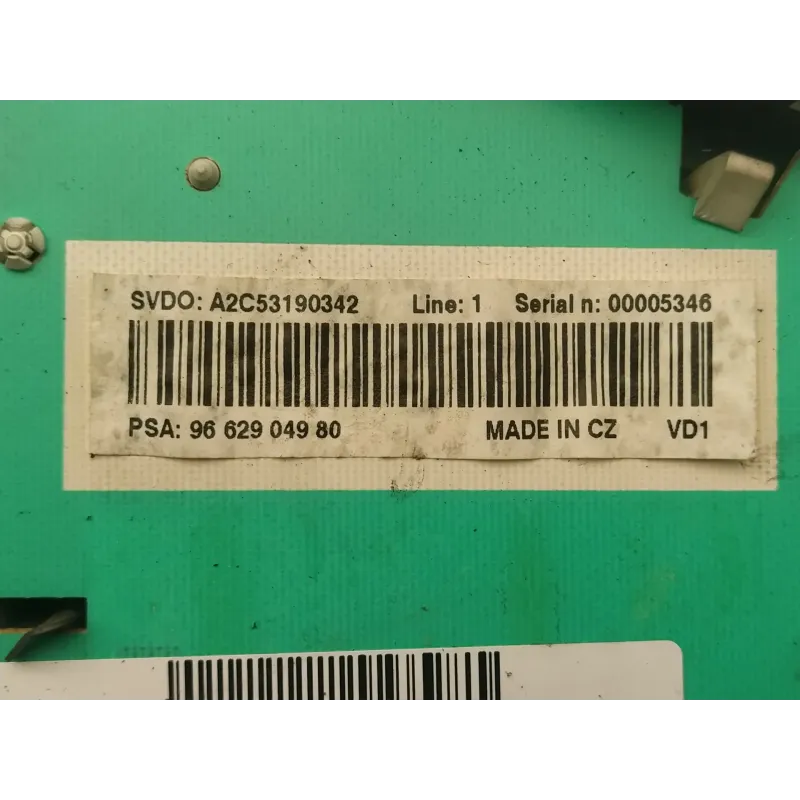 SVDO: A2C53190342 Line: 1 Serial n: 00005346
PSA: 96 629 049 80 MADE IN CZ VD1